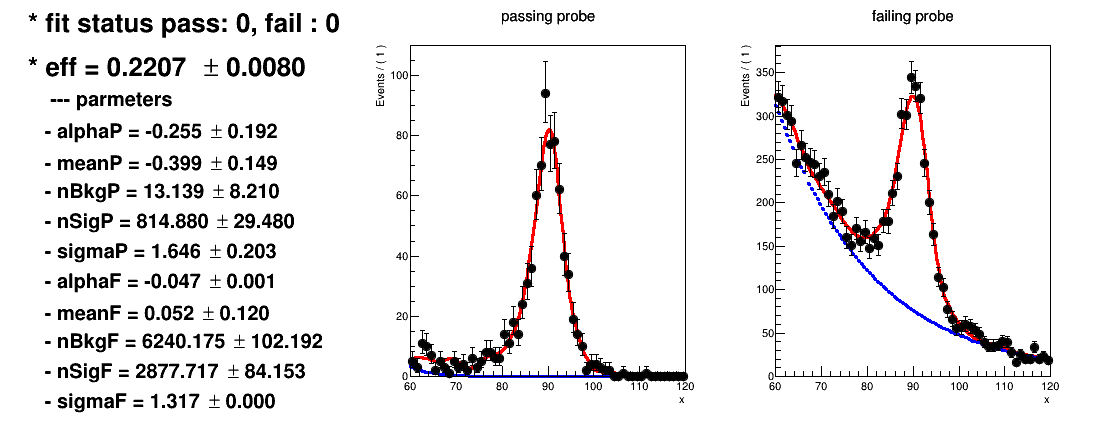 * fit status pass: 0, fail : 0
* eff = 0.2207 ± 0.0080
--- parmeters
- alphaP = -0.255 ± 0.192
- meanP = -0.399 ± 0.149
- nBkgP = 13.139 ± 8.210
- nSigP = 814.880 ± 29.480
- sigmaP = 1.646 ± 0.203
- alphaF = -0.047 ± 0.001
- meanF = 0.052 ± 0.120
- nBkgF = 6240.175 ± 102.192
- nSigF = 2877.717 ± 84.153
- sigmaF = 1.317 ± 0.000
passing probe
Events / ( 1 )
100
80
60
40
20
0
60 70 80 90 100 110 120
x
failing probe
Events / ( 1 )
350
300
250
200
150
100
50
0
60 70 80 90 100 110 120
x